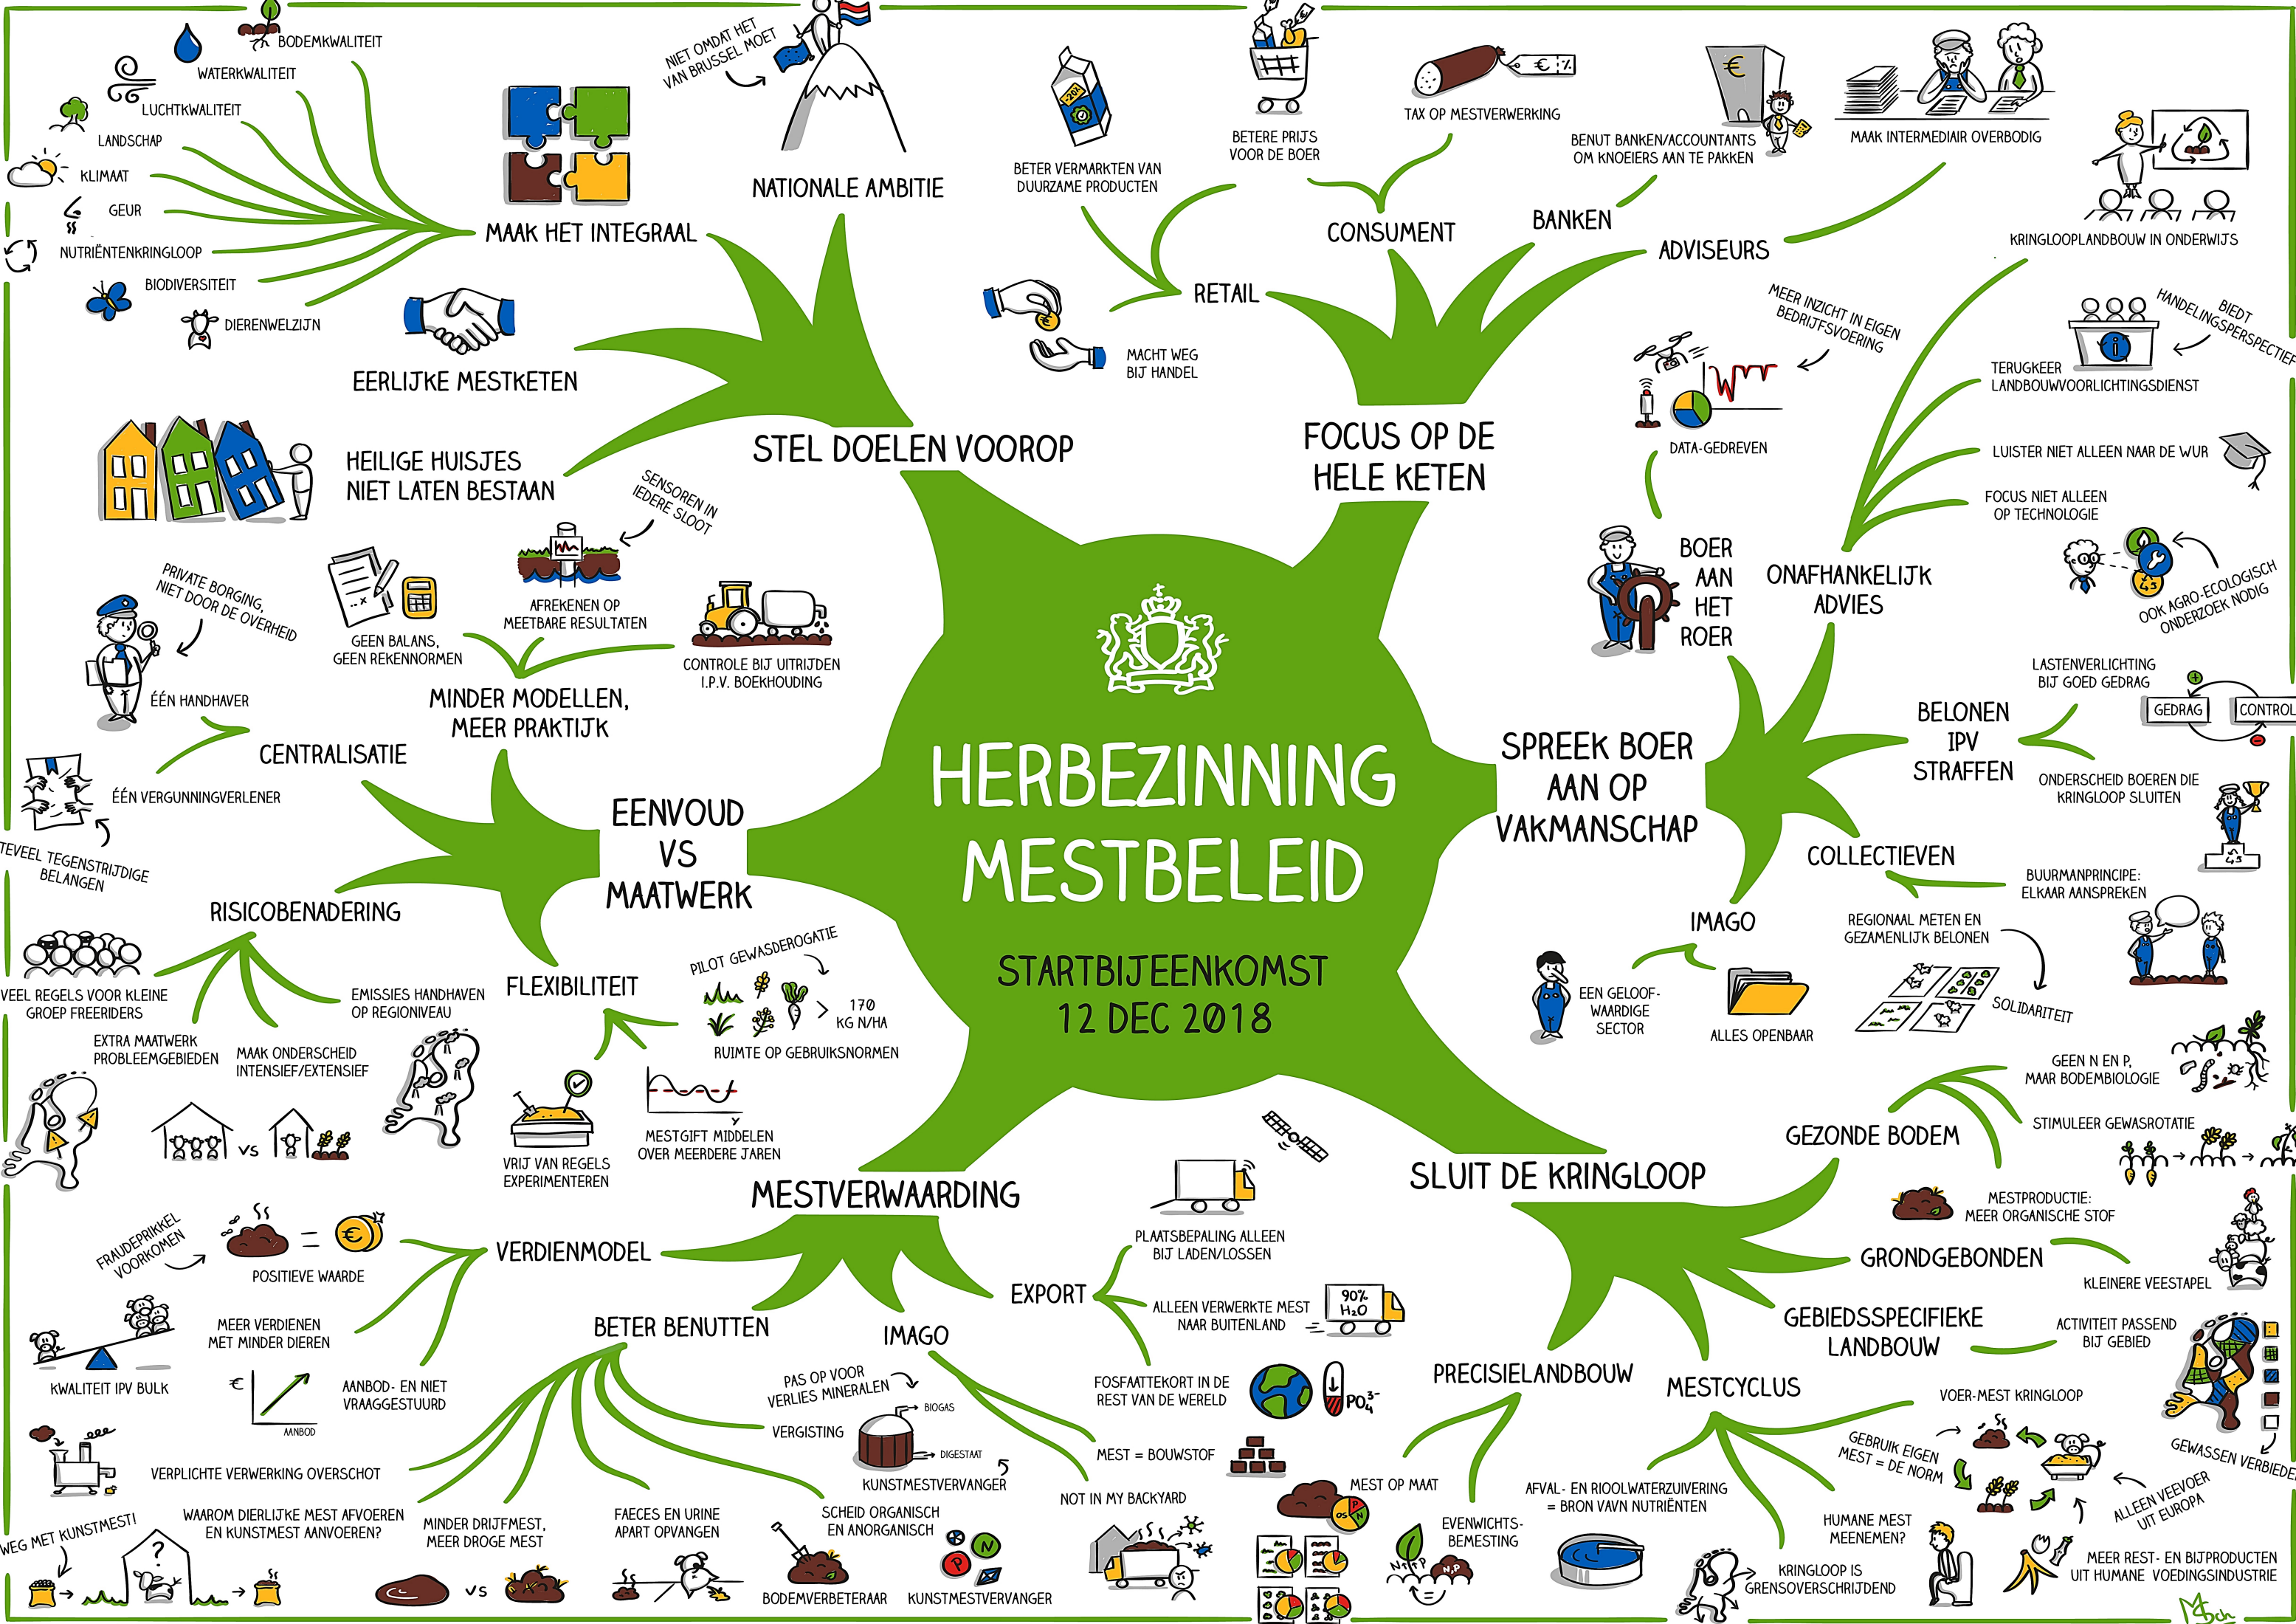 HERBEZINNING
MESTBELEID
STARTBIJEENKOMST
12 DEC 2018
STEL DOELEN VOOROP
MAAK HET INTEGRAAL
BODEMKWALITEIT
WATERKWALITEIT
LUCHTKWALITEIT
LANDSCHAP
KLIMAAT
GEUR
NUTRIËNTENKRINGLOOP
BIODIVERSITEIT
DIERENWELZIJN
NATIONALE AMBITIE
NIET OMDAT HET
VAN BRUSSEL MOET
EERLIJKE MESTKETEN
HEILIGE HUISJES
NIET LATEN BESTAAN
FOCUS OP DE
HELE KETEN
RETAIL
BETER VERMARKTEN VAN
DUURZAME PRODUCTEN
-20%
BETERE PRIJS
VOOR DE BOER
MACHT WEG
BIJ HANDEL
€
CONSUMENT
TAX OP MESTVERWERKING
€ %
BANKEN
BENUT BANKEN/ACCOUNTANTS
OM KNOEIERS AAN TE PAKKEN
€
ADVISEURS
MAAK INTERMEDIAIR OVERBODIG
SPREEK BOER
AAN OP
VAKMANSCHAP
BOER
AAN
HET
ROER
DATA-GEDREVEN
MEER INZICHT IN EIGEN
BEDRIJFSVOERING
ONAFHANKELIJK
ADVIES
KRINGLOOPLANDBOUW IN ONDERWIJS
TERUGKEER
LANDBOUWVOORLICHTINGSDIENST
i
BIEDT
HANDELINGSPERSPECTIEF
LUISTER NIET ALLEEN NAAR DE WUR
FOCUS NIET ALLEEN
OP TECHNOLOGIE
OOK AGRO-ECOLOGISCH
ONDERZOEK NODIG
BELONEN
IPV
STRAFFEN
LASTENVERLICHTING
BIJ GOED GEDRAG
+
GEDRAG
CONTROL
-
ONDERSCHEID BOEREN DIE
KRINGLOOP SLUITEN
COLLECTIEVEN
BUURMANPRINCIPE:
ELKAAR AANSPREKEN
REGIONAAL METEN EN
GEZAMENLIJK BELONEN
SOLIDARITEIT
IMAGO
EEN GELOOF-
WAARDIGE
SECTOR
ALLES OPENBAAR
SLUIT DE KRINGLOOP
GEZONDE BODEM
GEEN N EN P,
MAAR BODEMBIOLOGIE
STIMULEER GEWASROTATIE
MESTPRODUCTIE:
MEER ORGANISCHE STOF
GRONDGEBONDEN
KLEINERE VEESTAPEL
GEBIEDSSPECIFIEKE
LANDBOUW
ACTIVITEIT PASSEND
BIJ GEBIED
GEWASSEN VERBIEDE
MESTCYCLUS
VOER-MEST KRINGLOOP
GEBRUIK EIGEN
MEST = DE NORM
ALLEEN VEEVOER
UIT EUROPA
MEER REST- EN BIJPRODUCTEN
UIT HUMANE VOEDINGSINDUSTRIE
HUMANE MEST
MEENEMEN?
KRINGLOOP IS
GRENSOVERSCHRIJDEND
AFVAL- EN RIOOLWATERZUIVERING
= BRON VAVN NUTRIËNTEN
PRECISIELANDBOUW
MEST OP MAAT
OS P N
EVENWICHTS-
BEMESTING
N,P
MESTVERWAARDING
EXPORT
PLAATSBEPALING ALLEEN
BIJ LADEN/LOSSEN
ALLEEN VERWERKTE MEST
NAAR BUITENLAND
90%
H2O
FOSFAATTEKORT IN DE
REST VAN DE WERELD
PO₄³⁻
IMAGO
MEST = BOUWSTOF
NOT IN MY BACKYARD
BETER BENUTTEN
PAS OP VOOR
VERLIES MINERALEN
VERGISTING
BIOGAS
DIGESTAAT
KUNSTMESTVERVANGER
SCHEID ORGANISCH
EN ANORGANISCH
BODEMVERBETERAAR
N
P
KUNSTMESTVERVANGER
FAECES EN URINE
APART OPVANGEN
MINDER DRIJFMEST,
MEER DROGE MEST
VS
WAAROM DIERLIJKE MEST AFVOEREN
EN KUNSTMEST AANVOEREN?
WEG MET KUNSTMEST!
?
VERPLICHTE VERWERKING OVERSCHOT
VERDIENMODEL
FRAUDEPRIKKEL
VOORKOMEN
= €
POSITIEVE WAARDE
MEER VERDIENEN
MET MINDER DIEREN
KWALITEIT IPV BULK
AANBOD- EN NIET
VRAAGGESTUURD
€
AANBOD
EENVOUD
VS
MAATWERK
MINDER MODELLEN,
MEER PRAKTIJK
GEEN BALANS,
GEEN REKENNORMEN
AFREKENEN OP
MEETBARE RESULTATEN
SENSOREN IN
IEDERE SLOOT
CONTROLE BIJ UITRIJDEN
I.P.V. BOEKHOUDING
CENTRALISATIE
PRIVATE BORGING,
NIET DOOR DE OVERHEID
ÉÉN HANDHAVER
ÉÉN VERGUNNINGVERLENER
TEVEEL TEGENSTRIJDIGE
BELANGEN
RISICOBENADERING
VEEL REGELS VOOR KLEINE
GROEP FREERIDERS
EXTRA MAATWERK
PROBLEEMGEBIEDEN
MAAK ONDERSCHEID
INTENSIEF/EXTENSIEF
VS
EMISSIES HANDHAVEN
OP REGIONIVEAU
FLEXIBILITEIT
PILOT GEWASDEROGATIE
> 170
KG N/HA
RUIMTE OP GEBRUIKSNORMEN
MESTGIFT MIDDELEN
OVER MEERDERE JAREN
VRIJ VAN REGELS
EXPERIMENTEREN